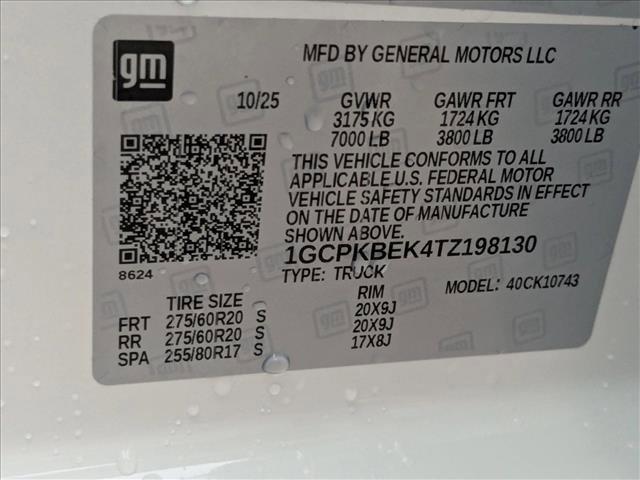 gm
MFD BY GENERAL MOTORS LLC
10/25 GVWR GAWR FRT GAWR RR
3175 KG 1724 KG 1724 KG
7000 LB 3800 LB 3800 LB
THIS VEHICLE CONFORMS TO ALL
APPLICABLE U.S. FEDERAL MOTOR
VEHICLE SAFETY STANDARDS IN EFFECT
ON THE DATE OF MANUFACTURE
SHOWN ABOVE.
1GCPKBEK4TZ198130
8624
TYPE: TRUCK MODEL: 40CK10743
TIRE SIZE RIM
FRT 275/60R20 S 20X9J
RR 275/60R20 S 20X9J
SPA 255/80R17 S 17X8J